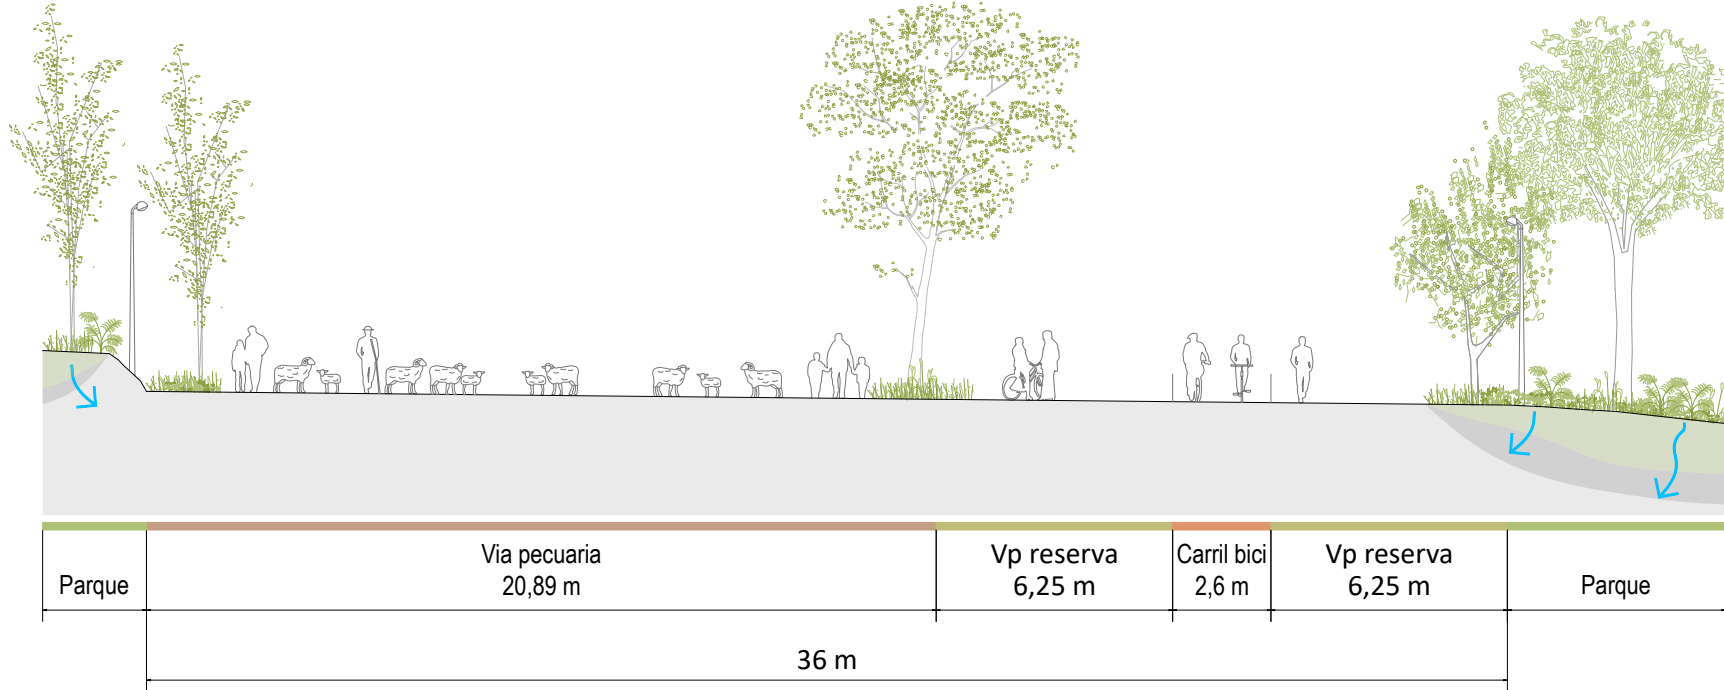 Parque
Via pecuaria
20,89 m
Vp reserva
6,25 m
Carril bici
2,6 m
Vp reserva
6,25 m
Parque
36 m